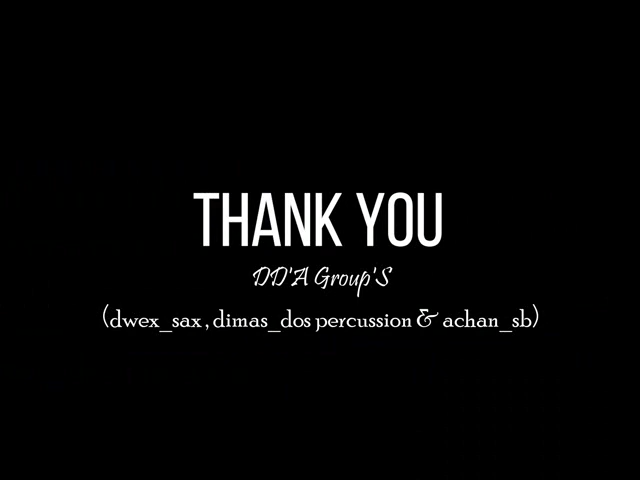 THANK YOU
DD'A Group'S
(dwex_sax , dimas_dos percussion & achan_sb)